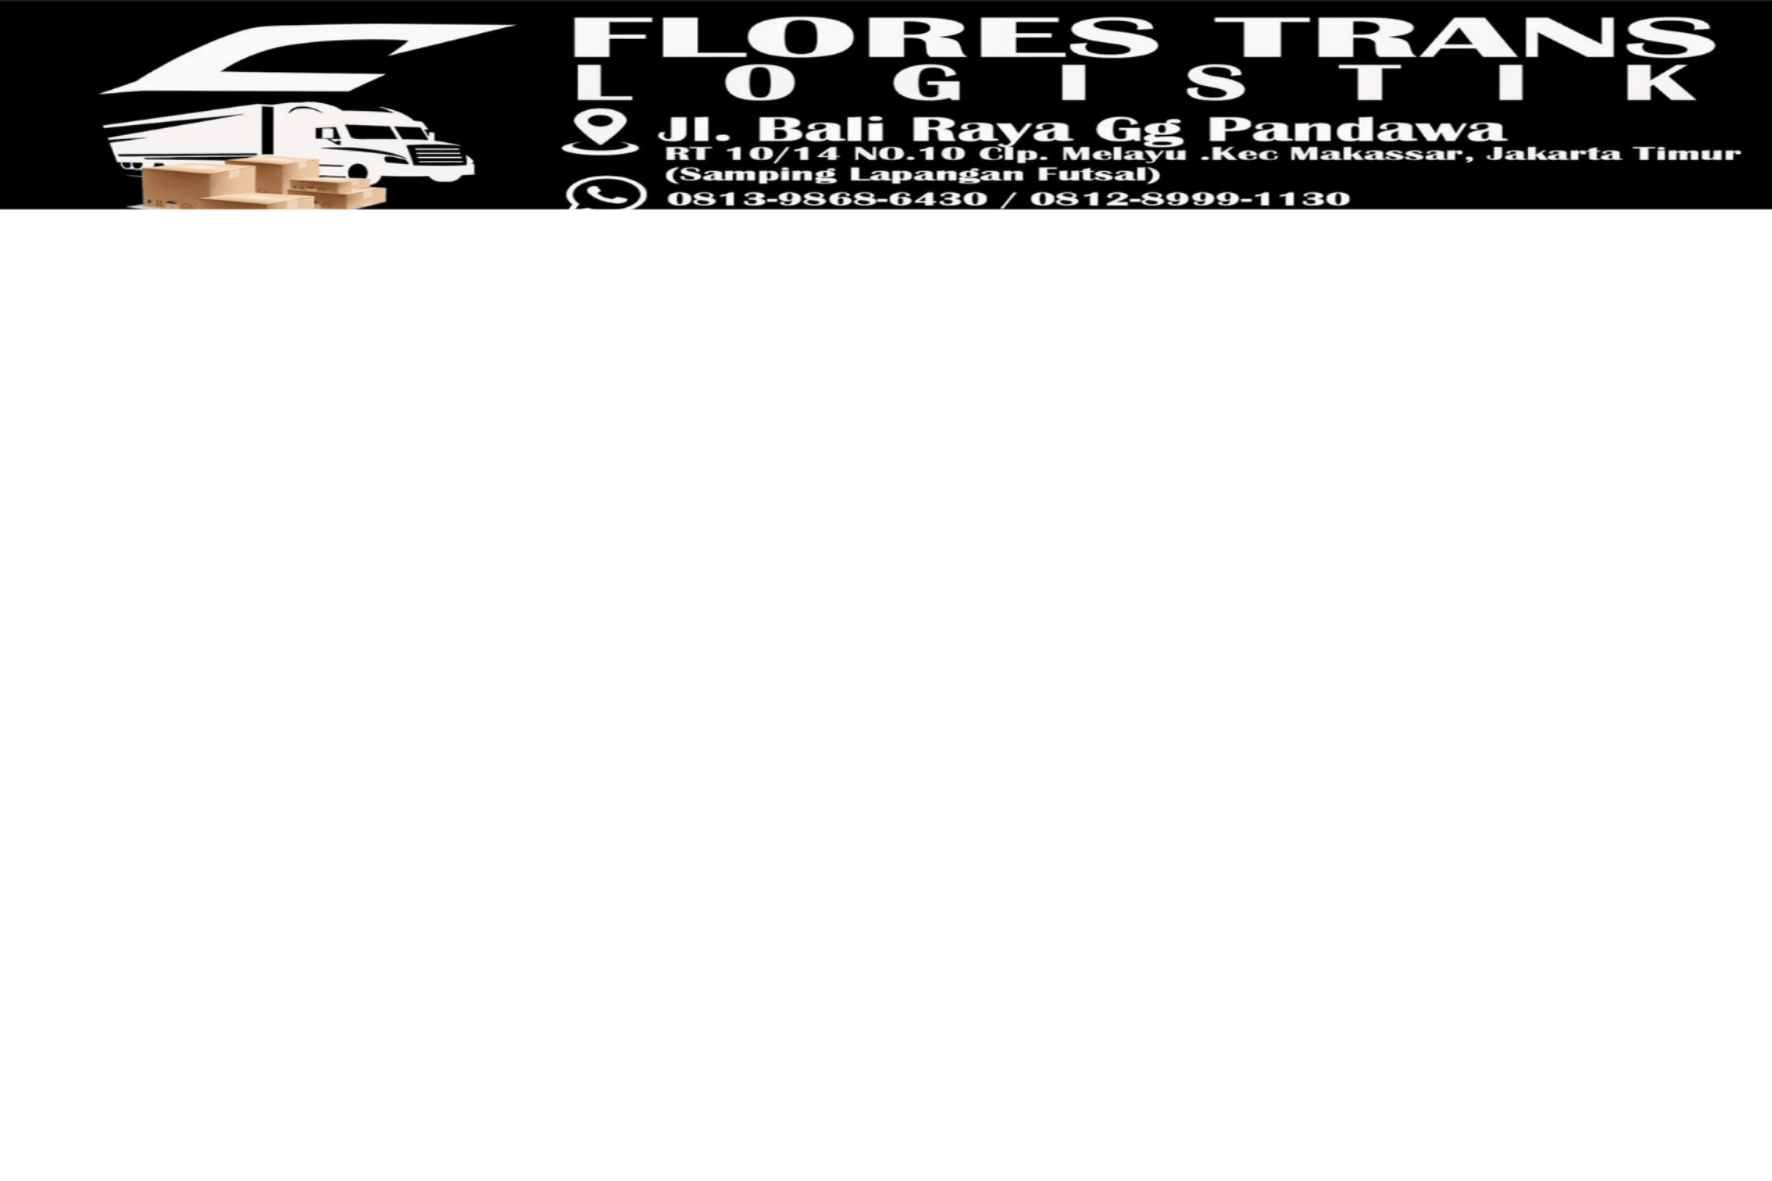 FLORES TRANS
LOGISTIK
Jl. Bali Raya Gg Pandawa
RT 10/14 NO.10 Cip. Melayu .Kec Makassar, Jakarta Timur
(Samping Lapangan Futsal)
0813-9868-6430 / 0812-8999-1130